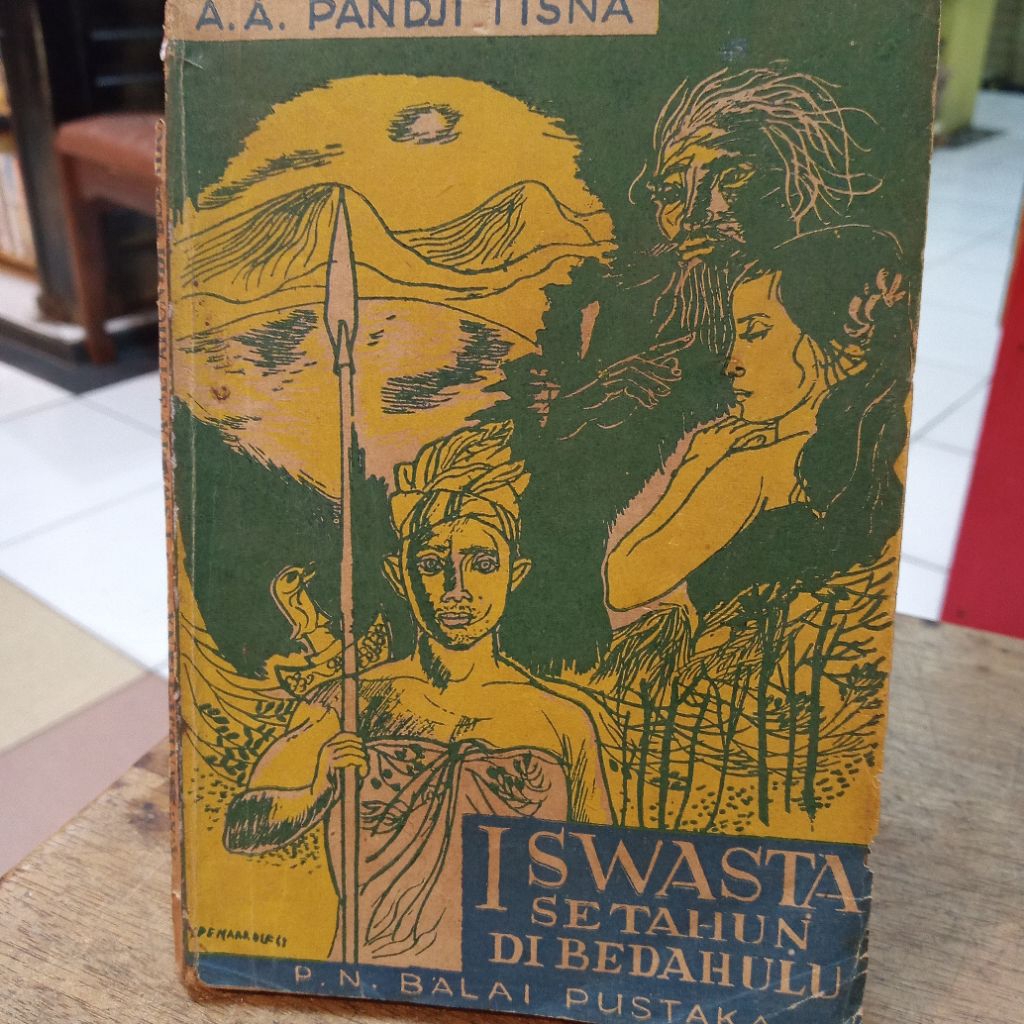 A.A. PANDJI TISNA
I SWASTA
SETAHUN
DI BEDAHULU
P.N. BALAI PUSTAKA